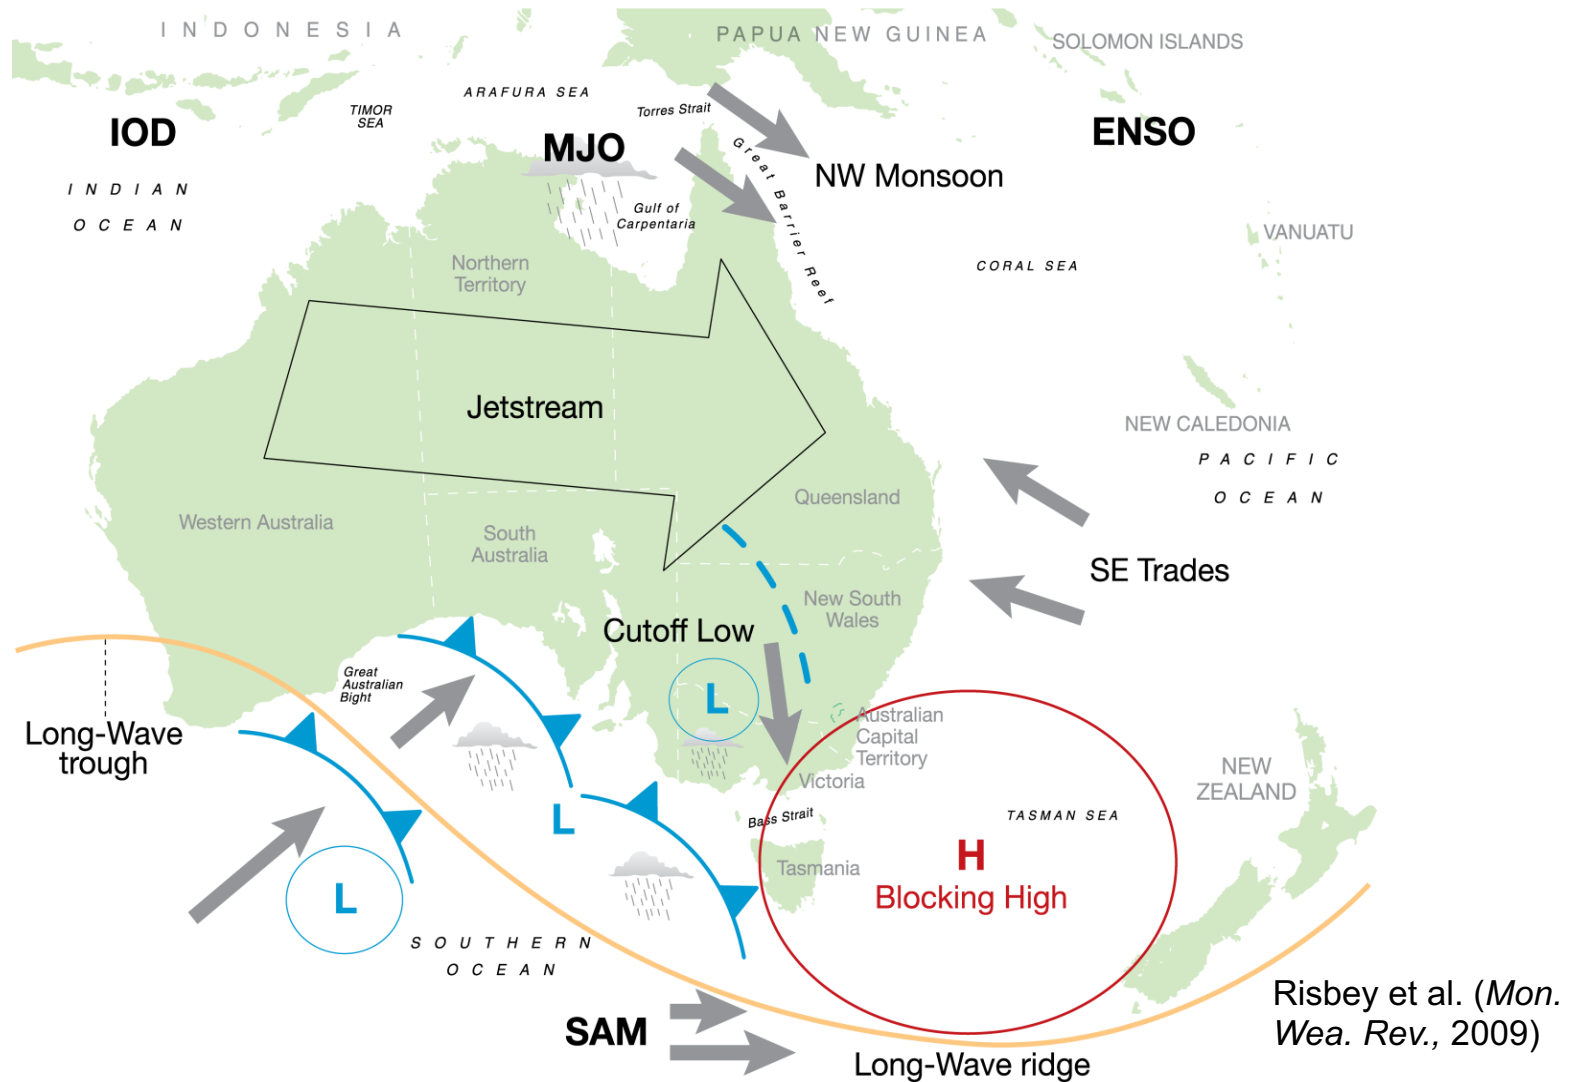 INDONESIA
PAPUA NEW GUINEA
SOLOMON ISLANDS
ARAFURA SEA
TIMOR
SEA
Torres Strait
IOD
MJO
ENSO
NW Monsoon
INDIAN
OCEAN
Great Barrier Reef
Gulf of
Carpentaria
VANUATU
CORAL SEA
Northern
Territory
Jetstream
NEW CALEDONIA
PACIFIC
OCEAN
Queensland
Western Australia
South
Australia
SE Trades
New South
Wales
Cutoff Low
Great
Australian
Bight
L
Australian
Capital
Territory
Long-Wave
trough
Victoria
NEW
ZEALAND
L
Bass Strait
TASMAN SEA
H
Tasmania
Blocking High
L
SOUTHERN
OCEAN
Risbey et al. (Mon.
Wea. Rev., 2009)
SAM
Long-Wave ridge